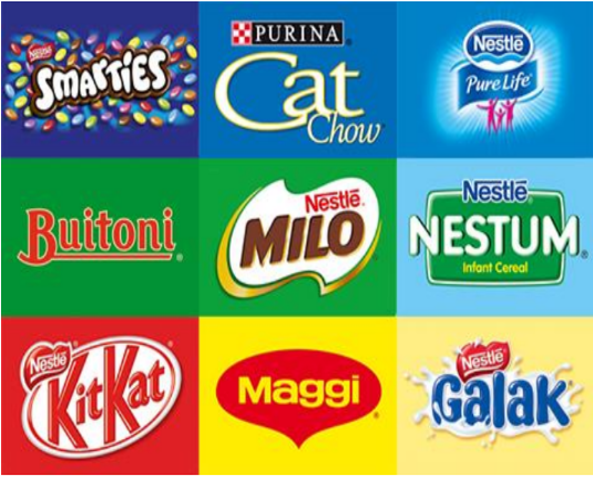 Nestlé
SMARTIES
PURINA
Cat
Chow
Nestlé
Pure Life
Buitoni
Nestlé
MILO
Nestlé
NESTUM
Infant Cereal
Nestlé
KitKat
Maggi
Nestlé
Galak